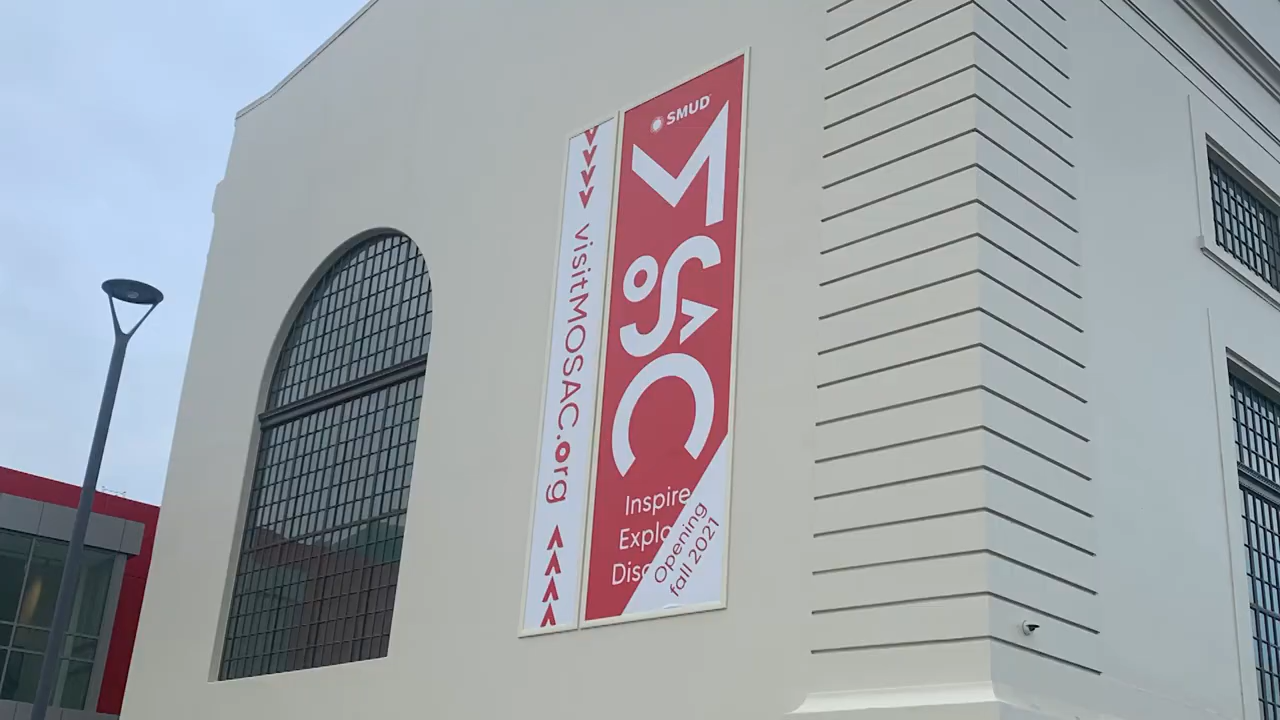 visitMOSAC.org
SMUD
MOSAC
Inspire
Opening
fall 2021